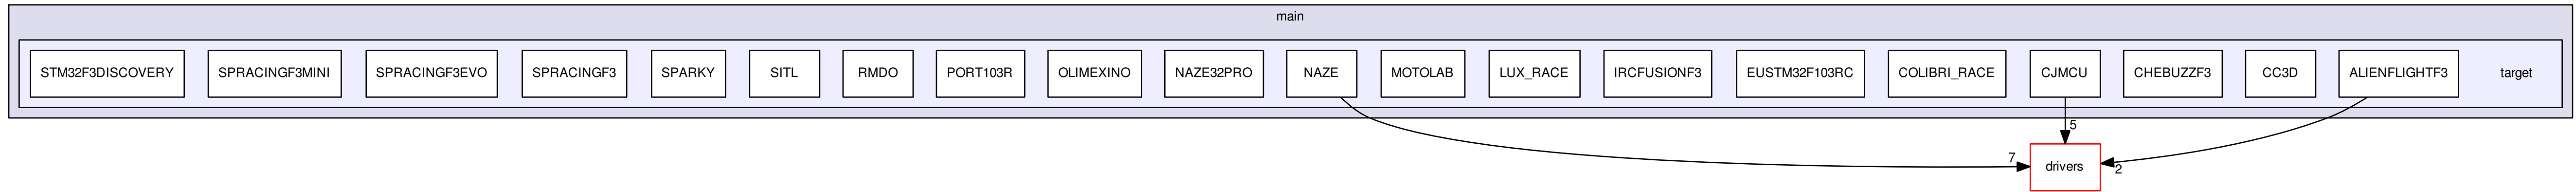 main
STM32F3DISCOVERY SPRACINGF3MINI SPRACINGF3EVO SPRACINGF3 SPARKY SITL RMDO PORT103R OLIMEXINO NAZE32PRO NAZE MOTOLAB LUX_RACE IRCFUSIONF3 EUSTM32F103RC COLIBRI_RACE CJMCU CHEBUZZF3 CC3D ALIENFLIGHTF3 target
5
7 drivers 2